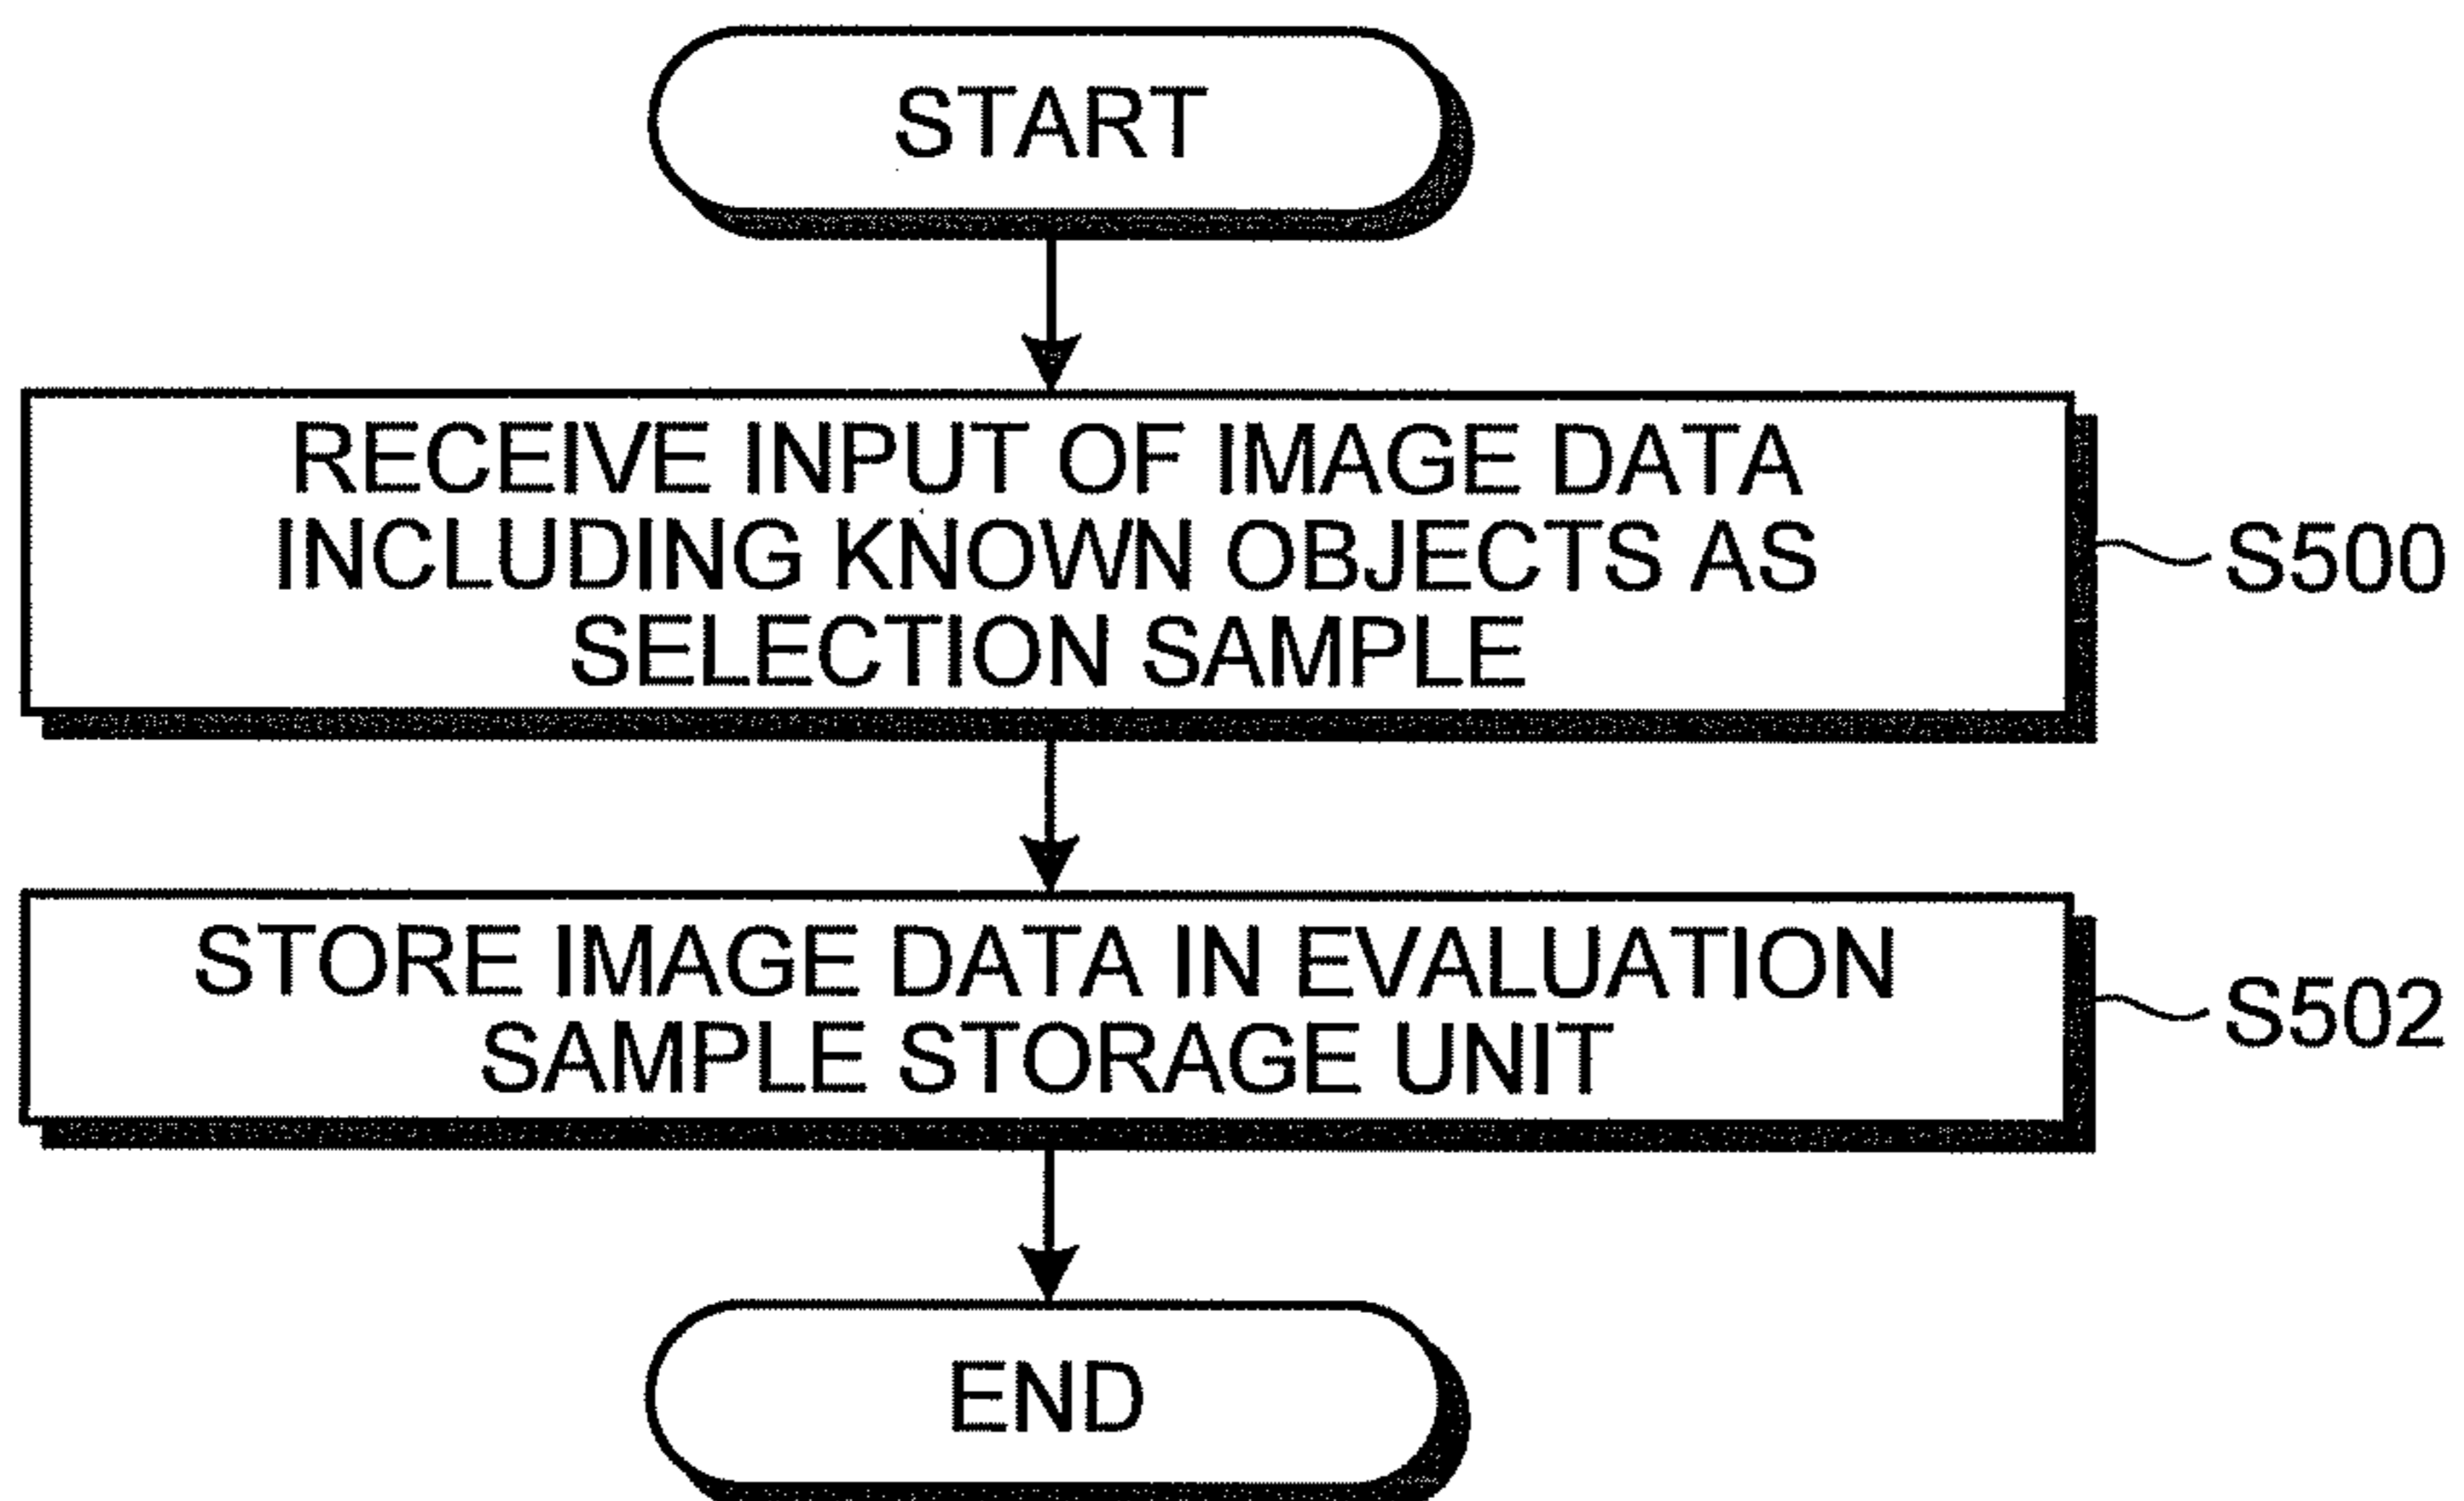 START
RECEIVE INPUT OF IMAGE DATA
INCLUDING KNOWN OBJECTS AS
SELECTION SAMPLE
S500
STORE IMAGE DATA IN EVALUATION
SAMPLE STORAGE UNIT
S502
END